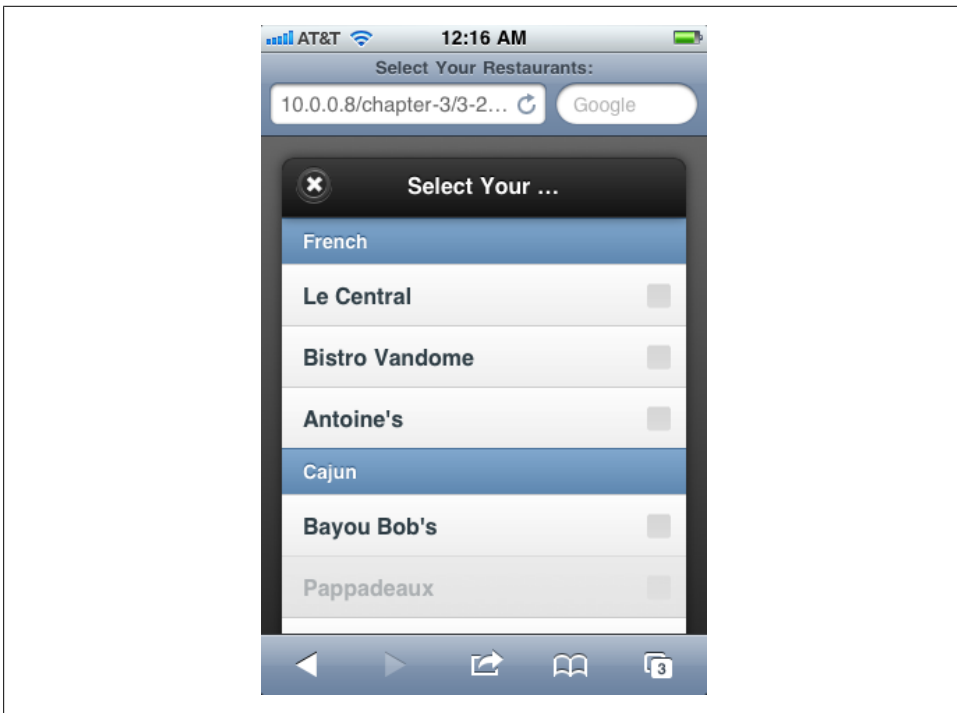 AT&T 12:16 AM
Select Your Restaurants:
10.0.0.8/chapter-3/3-2... Google
Select Your ...
French
Le Central
Bistro Vandome
Antoine's
Cajun
Bayou Bob's
Pappadeaux
3